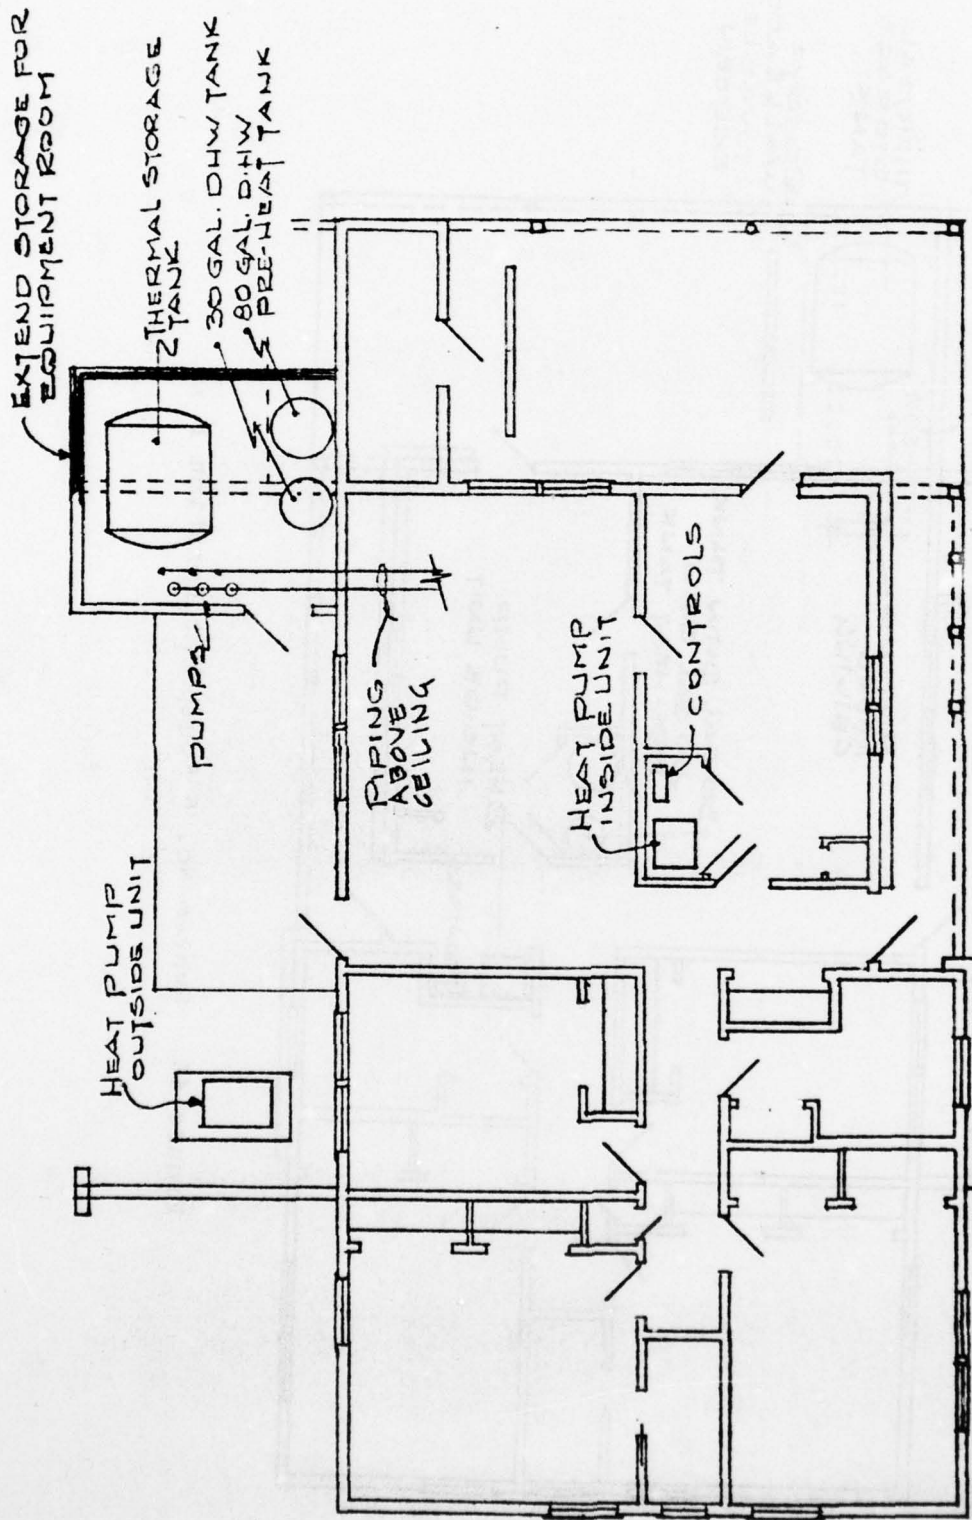 EXTEND STORAGE FOR
EQUIPMENT ROOM
THERMAL STORAGE
TANK
30 GAL. DHW TANK
80 GAL. D.HW
PRE-HEAT TANK
PUMPS
PIPING
ABOVE
CEILING
HEAT PUMP
OUTSIDE UNIT
HEAT PUMP
INSIDE UNIT
CONTROLS